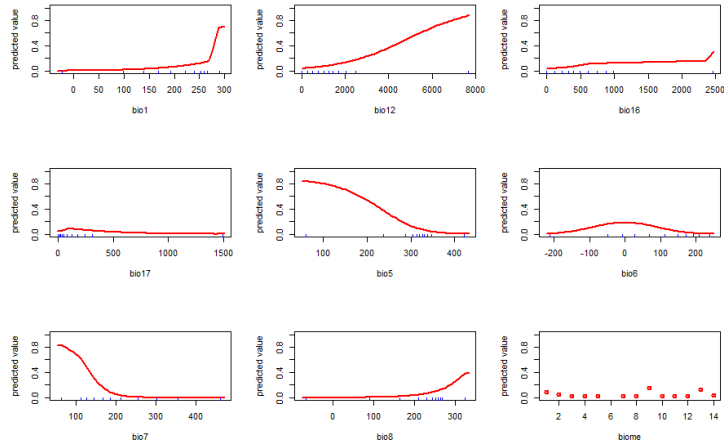 predicted value
0.0 0.4 0.8
0 50 100 150 200 250 300
bio1
predicted value
0.0 0.4 0.8
0 2000 4000 6000 8000
bio12
predicted value
0.0 0.4 0.8
0 500 1000 1500 2000 2500
bio16
predicted value
0.0 0.4 0.8
0 500 1000 1500
bio17
predicted value
0.0 0.4 0.8
100 200 300 400
bio5
predicted value
0.0 0.4 0.8
-200 -100 0 100 200
bio6
predicted value
0.0 0.4 0.8
100 200 300 400
bio7
predicted value
0.0 0.4 0.8
0 100 200 300
bio8
predicted value
0.0 0.4 0.8
2 4 6 8 10 12 14
biome